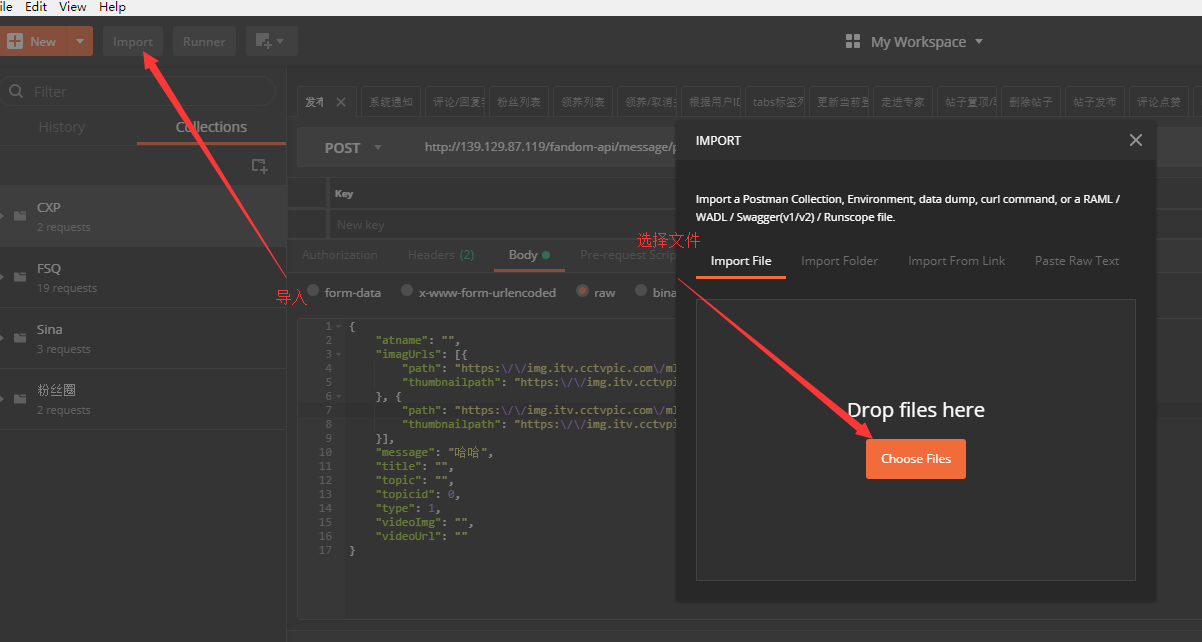 ile Edit View Help
New Import Runner My Workspace
Filter
History Collections
发布 系统通知 评论/回复 粉丝列表 领养列表 领养/取消 根据用户ID tabs标签列 更新当前 走进专家 帖子置顶/ 删除帖子 帖子发布 评论点赞
POST http://139.129.87.119/fandom-api/message/p
Key
New key
Authorization Headers (2) Body Pre-request Scrip
form-data x-www-form-urlencoded raw bina
CXP
2 requests
FSQ
19 requests
Sina
3 requests
粉丝圈
2 requests
导入
选择文件
1 {
2 "atname": "",
3 "imagUrls": [{
4 "path": "https:\/\/img.itv.cctvpic.com\/ml
5 "thumbnailpath": "https:\/\/img.itv.cctvpi
6 }, {
7 "path": "https:\/\/img.itv.cctvpic.com\/ml
8 "thumbnailpath": "https:\/\/img.itv.cctvpi
9 }],
10 "message": "哈哈",
11 "title": "",
12 "topic": "",
13 "topicid": 0,
14 "type": 1,
15 "videoImg": "",
16 "videoUrl": ""
17 }
IMPORT
Import a Postman Collection, Environment, data dump, curl command, or a RAML /
WADL / Swagger(v1/v2) / Runscope file.
Import File Import Folder Import From Link Paste Raw Text
Drop files here
Choose Files